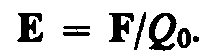 E = F/Q₀.